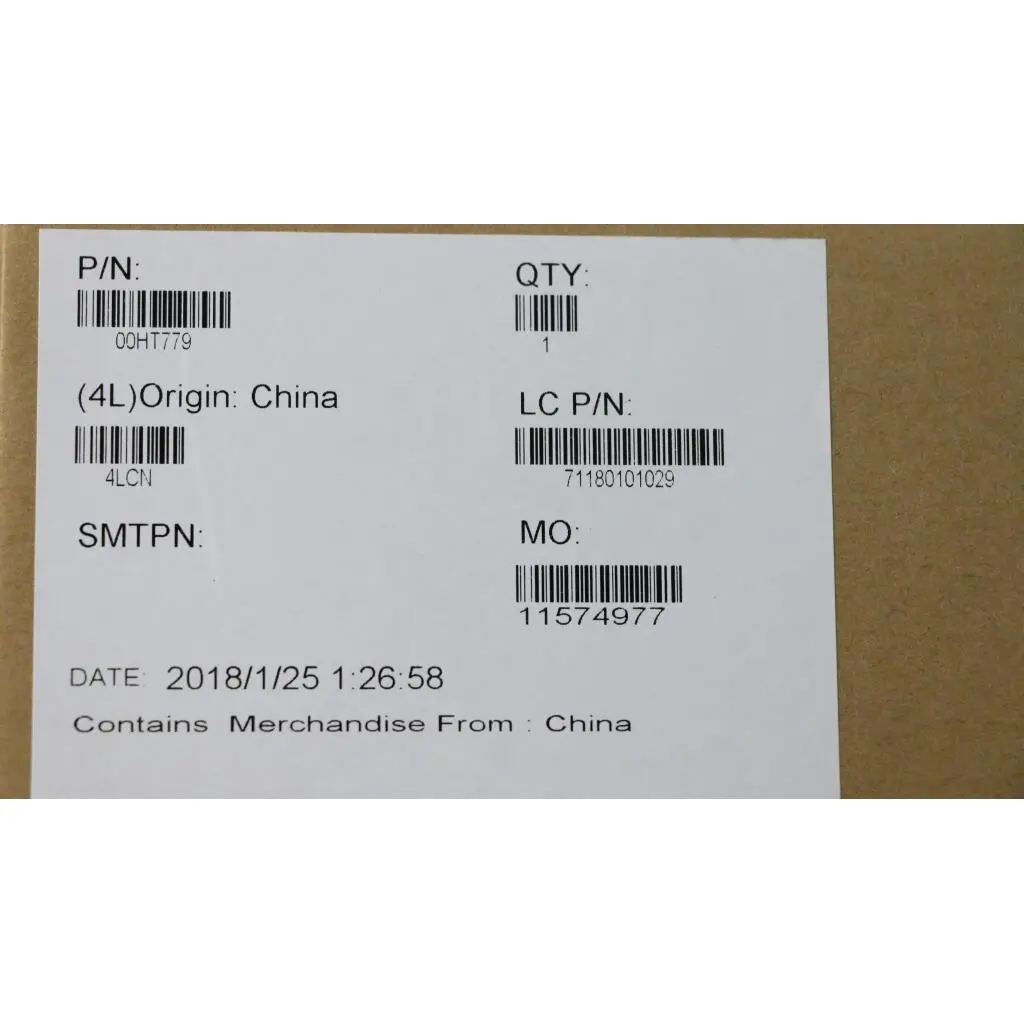 P/N:
00HT779
QTY:
1
(4L)Origin: China
4LCN
LC P/N:
71180101029
SMTPN:
MO:
11574977
DATE: 2018/1/25 1:26:58
Contains Merchandise From : China